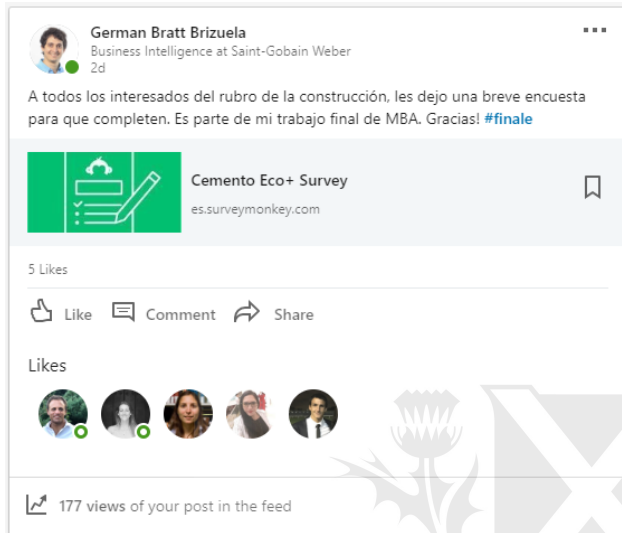 German Bratt Brizuela
Business Intelligence at Saint-Gobain Weber
2d
A todos los interesados del rubro de la construcción, les dejo una breve encuesta
para que completen. Es parte de mi trabajo final de MBA. Gracias! #finale
Cemento Eco+ Survey
es.surveymonkey.com
5 Likes
Like Comment Share
Likes
177 views of your post in the feed